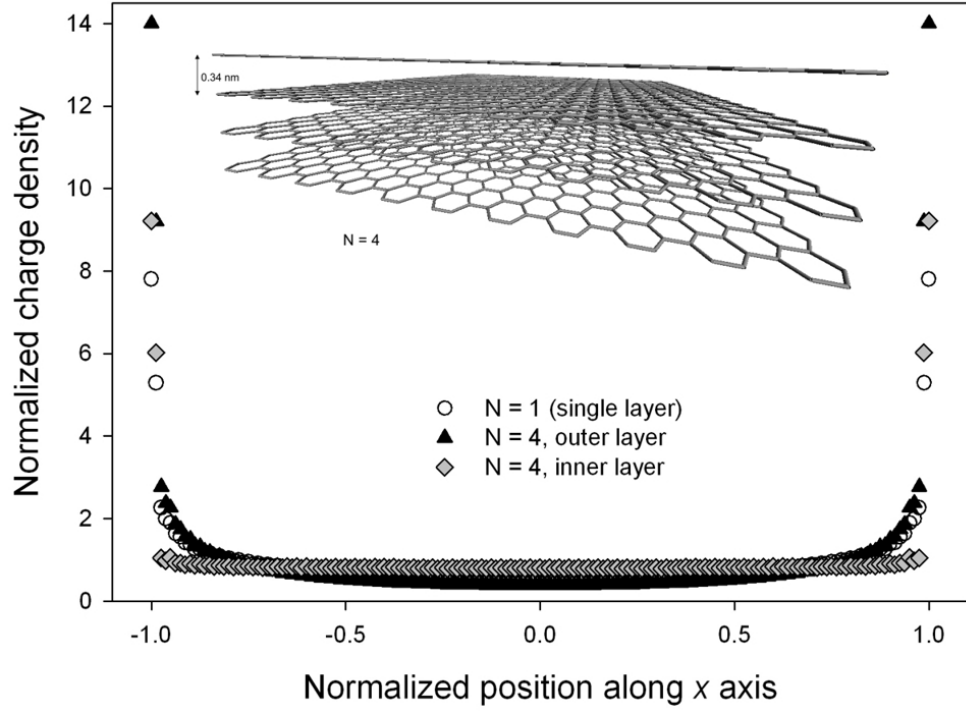 14
12
10
8
6
4
2
0
Normalized charge density
0.34 nm
N = 4
N = 1 (single layer)
N = 4, outer layer
N = 4, inner layer
-1.0 -0.5 0.0 0.5 1.0
Normalized position along x axis